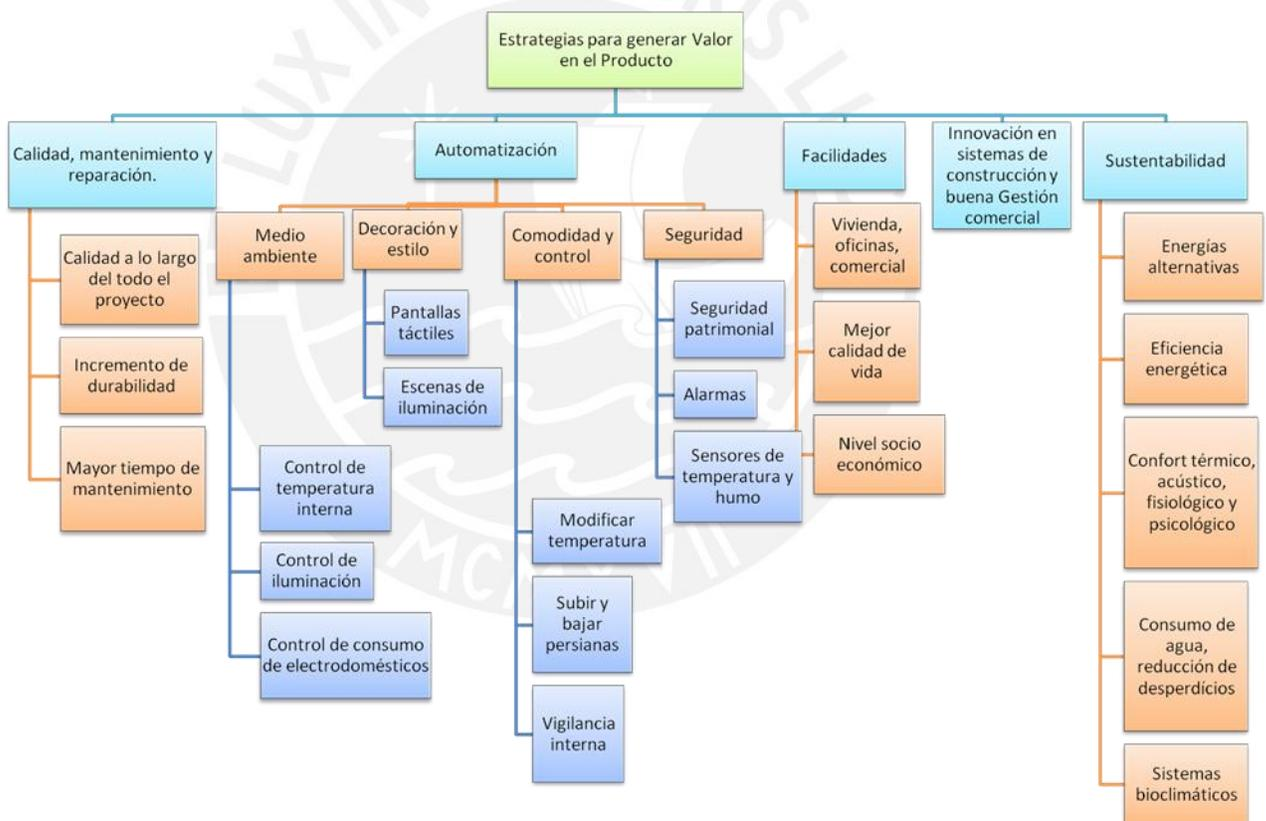 Estrategias para generar Valor
en el Producto
Calidad, mantenimiento y
reparación.
Calidad a lo largo
del todo el
proyecto
Incremento de
durabilidad
Mayor tiempo de
mantenimiento
Automatización
Medio
ambiente
Control de
temperatura
interna
Control de
iluminación
Control de consumo
de electrodomésticos
Decoración y
estilo
Pantallas
táctiles
Escenas de
iluminación
Comodidad y
control
Modificar
temperatura
Subir y
bajar
persianas
Vigilancia
interna
Seguridad
Seguridad
patrimonial
Alarmas
Sensores de
temperatura y
humo
Facilidades
Vivienda,
oficinas,
comercial
Mejor
calidad de
vida
Nivel socio
económico
Innovación en
sistemas de
construcción y
buena Gestión
comercial
Sustentabilidad
Energías
alternativas
Eficiencia
energética
Confort térmico,
acústico,
fisiológico y
psicológico
Consumo de
agua,
reducción de
desperdícios
Sistemas
bioclimáticos